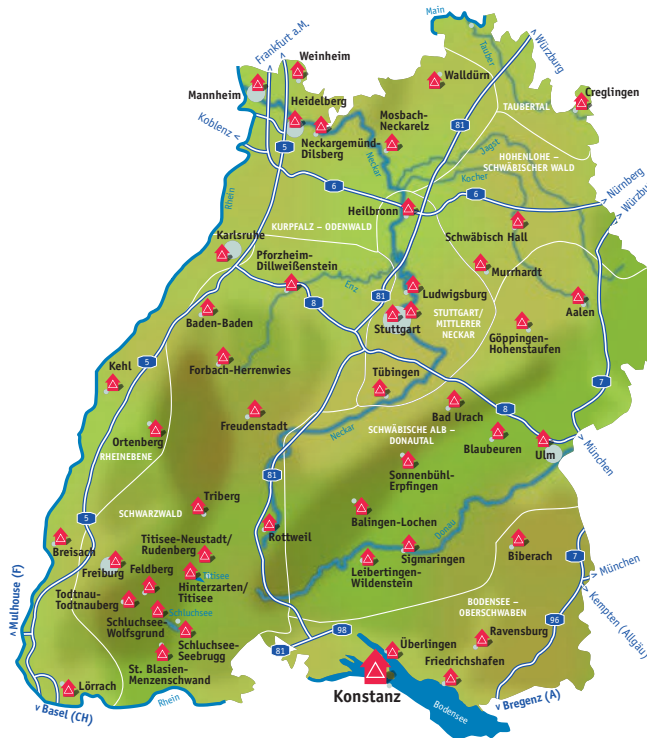 Main
Frankfurt a.M.
Weinheim
Tauber
Würzburg
Walldürn
Mannheim
Creglingen
Heidelberg
TAUBERTAL
Koblenz
Mosbach-
Neckarelz
81
5
Neckargemünd-
Dilsberg
Jagst
HOHENLOHE –
SCHWÄBISCHER WALD
Neckar
Kocher
6
6
Nürnberg
Rhein
Heilbronn
Würzbu
KURPFALZ – ODENWALD
Schwäbisch Hall
Karlsruhe
Pforzheim-
Dillweißenstein
Murrhardt
Enz
81
Ludwigsburg
8
Baden-Baden
Stuttgart
STUTTGART/
MITTLERER
NECKAR
Aalen
Göppingen-
Hohenstaufen
5
Kehl
Forbach-Herrenwies
Tübingen
7
Bad Urach
8
Freudenstadt
Neckar
SCHWÄBISCHE ALB –
DONAUTAL
Ortenberg
Blaubeuren
Ulm
München
RHEINEBENE
Sonnenbühl-
Erpfingen
81
Triberg
SCHWARZWALD
Balingen-Lochen
5
Rottweil
Donau
Breisach
Titisee-Neustadt/
Rudenberg
Biberach
7
Sigmaringen
Freiburg
Feldberg
Titisee
Leibertingen-
Wildenstein
München
Mulhouse (F)
Hinterzarten/
Titisee
Todtnau-
Todtnauberg
Kempten (Allgäu)
Schluchsee
BODENSEE –
OBERSCHWABEN
96
Schluchsee-
Wolfsgrund
98
Ravensburg
Schluchsee-
Seebrugg
81
Überlingen
St. Blasien-
Menzenschwand
Friedrichshafen
Lörrach
Konstanz
Rhein
Bodensee
Bregenz (A)
Basel (CH)